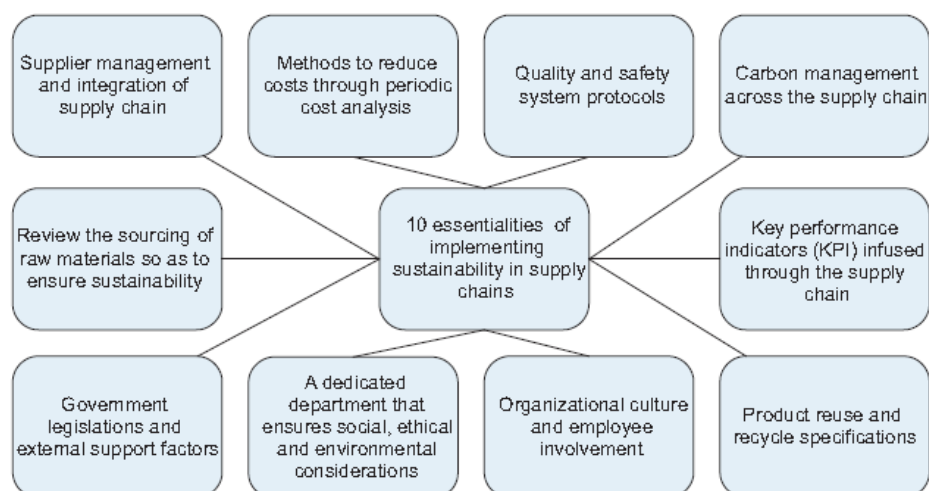 Supplier management
and integration of
supply chain
Methods to reduce
costs through periodic
cost analysis
Quality and safety
system protocols
Carbon management
across the supply chain
Review the sourcing of
raw materials so as to
ensure sustainability
10 essentialities of
implementing
sustainability in supply
chains
Key performance
indicators (KPI) infused
through the supply
chain
Government
legislations and
external support factors
A dedicated
department that
ensures social, ethical
and environmental
considerations
Organizational culture
and employee
involvement
Product reuse and
recycle specifications